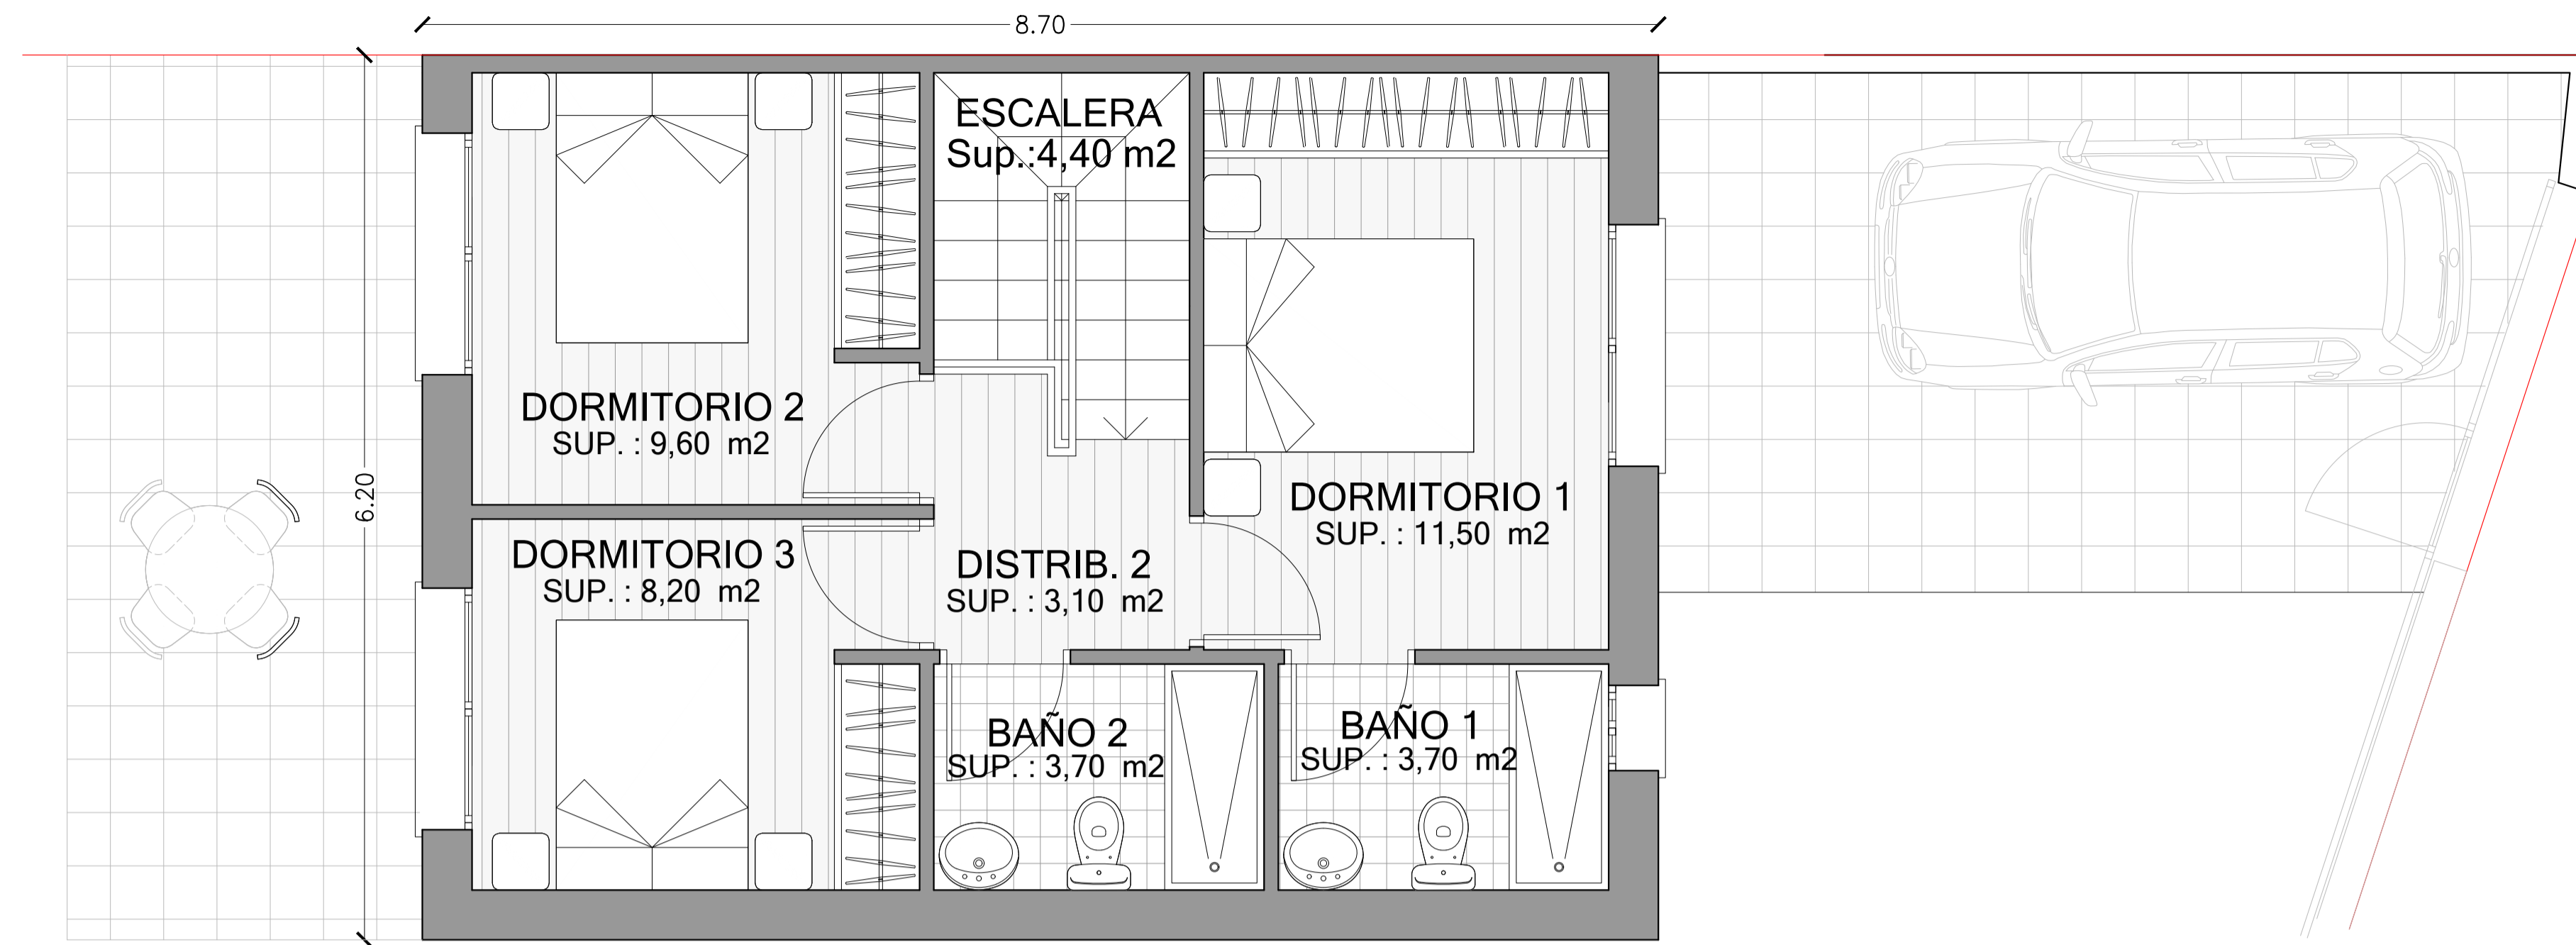 8.70
ESCALERA
Sup.:4,40 m2
DORMITORIO 2
SUP. : 9,60 m2
6.20
DORMITORIO 1
SUP. : 11,50 m2
DORMITORIO 3
SUP. : 8,20 m2
DISTRIB. 2
SUP. : 3,10 m2
BAÑO 2
SUP. : 3,70 m2
BAÑO 1
SUP. : 3,70 m2